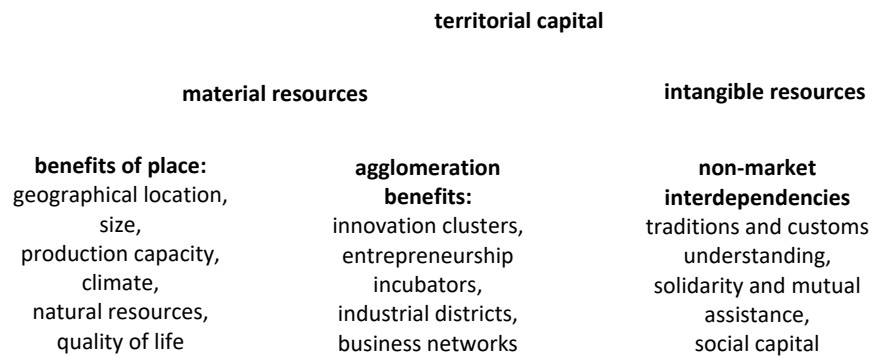 territorial capital
material resources
intangible resources
benefits of place:
geographical location,
size,
production capacity,
climate,
natural resources,
quality of life
agglomeration
benefits:
innovation clusters,
entrepreneurship
incubators,
industrial districts,
business networks
non-market
interdependencies
traditions and customs
understanding,
solidarity and mutual
assistance,
social capital